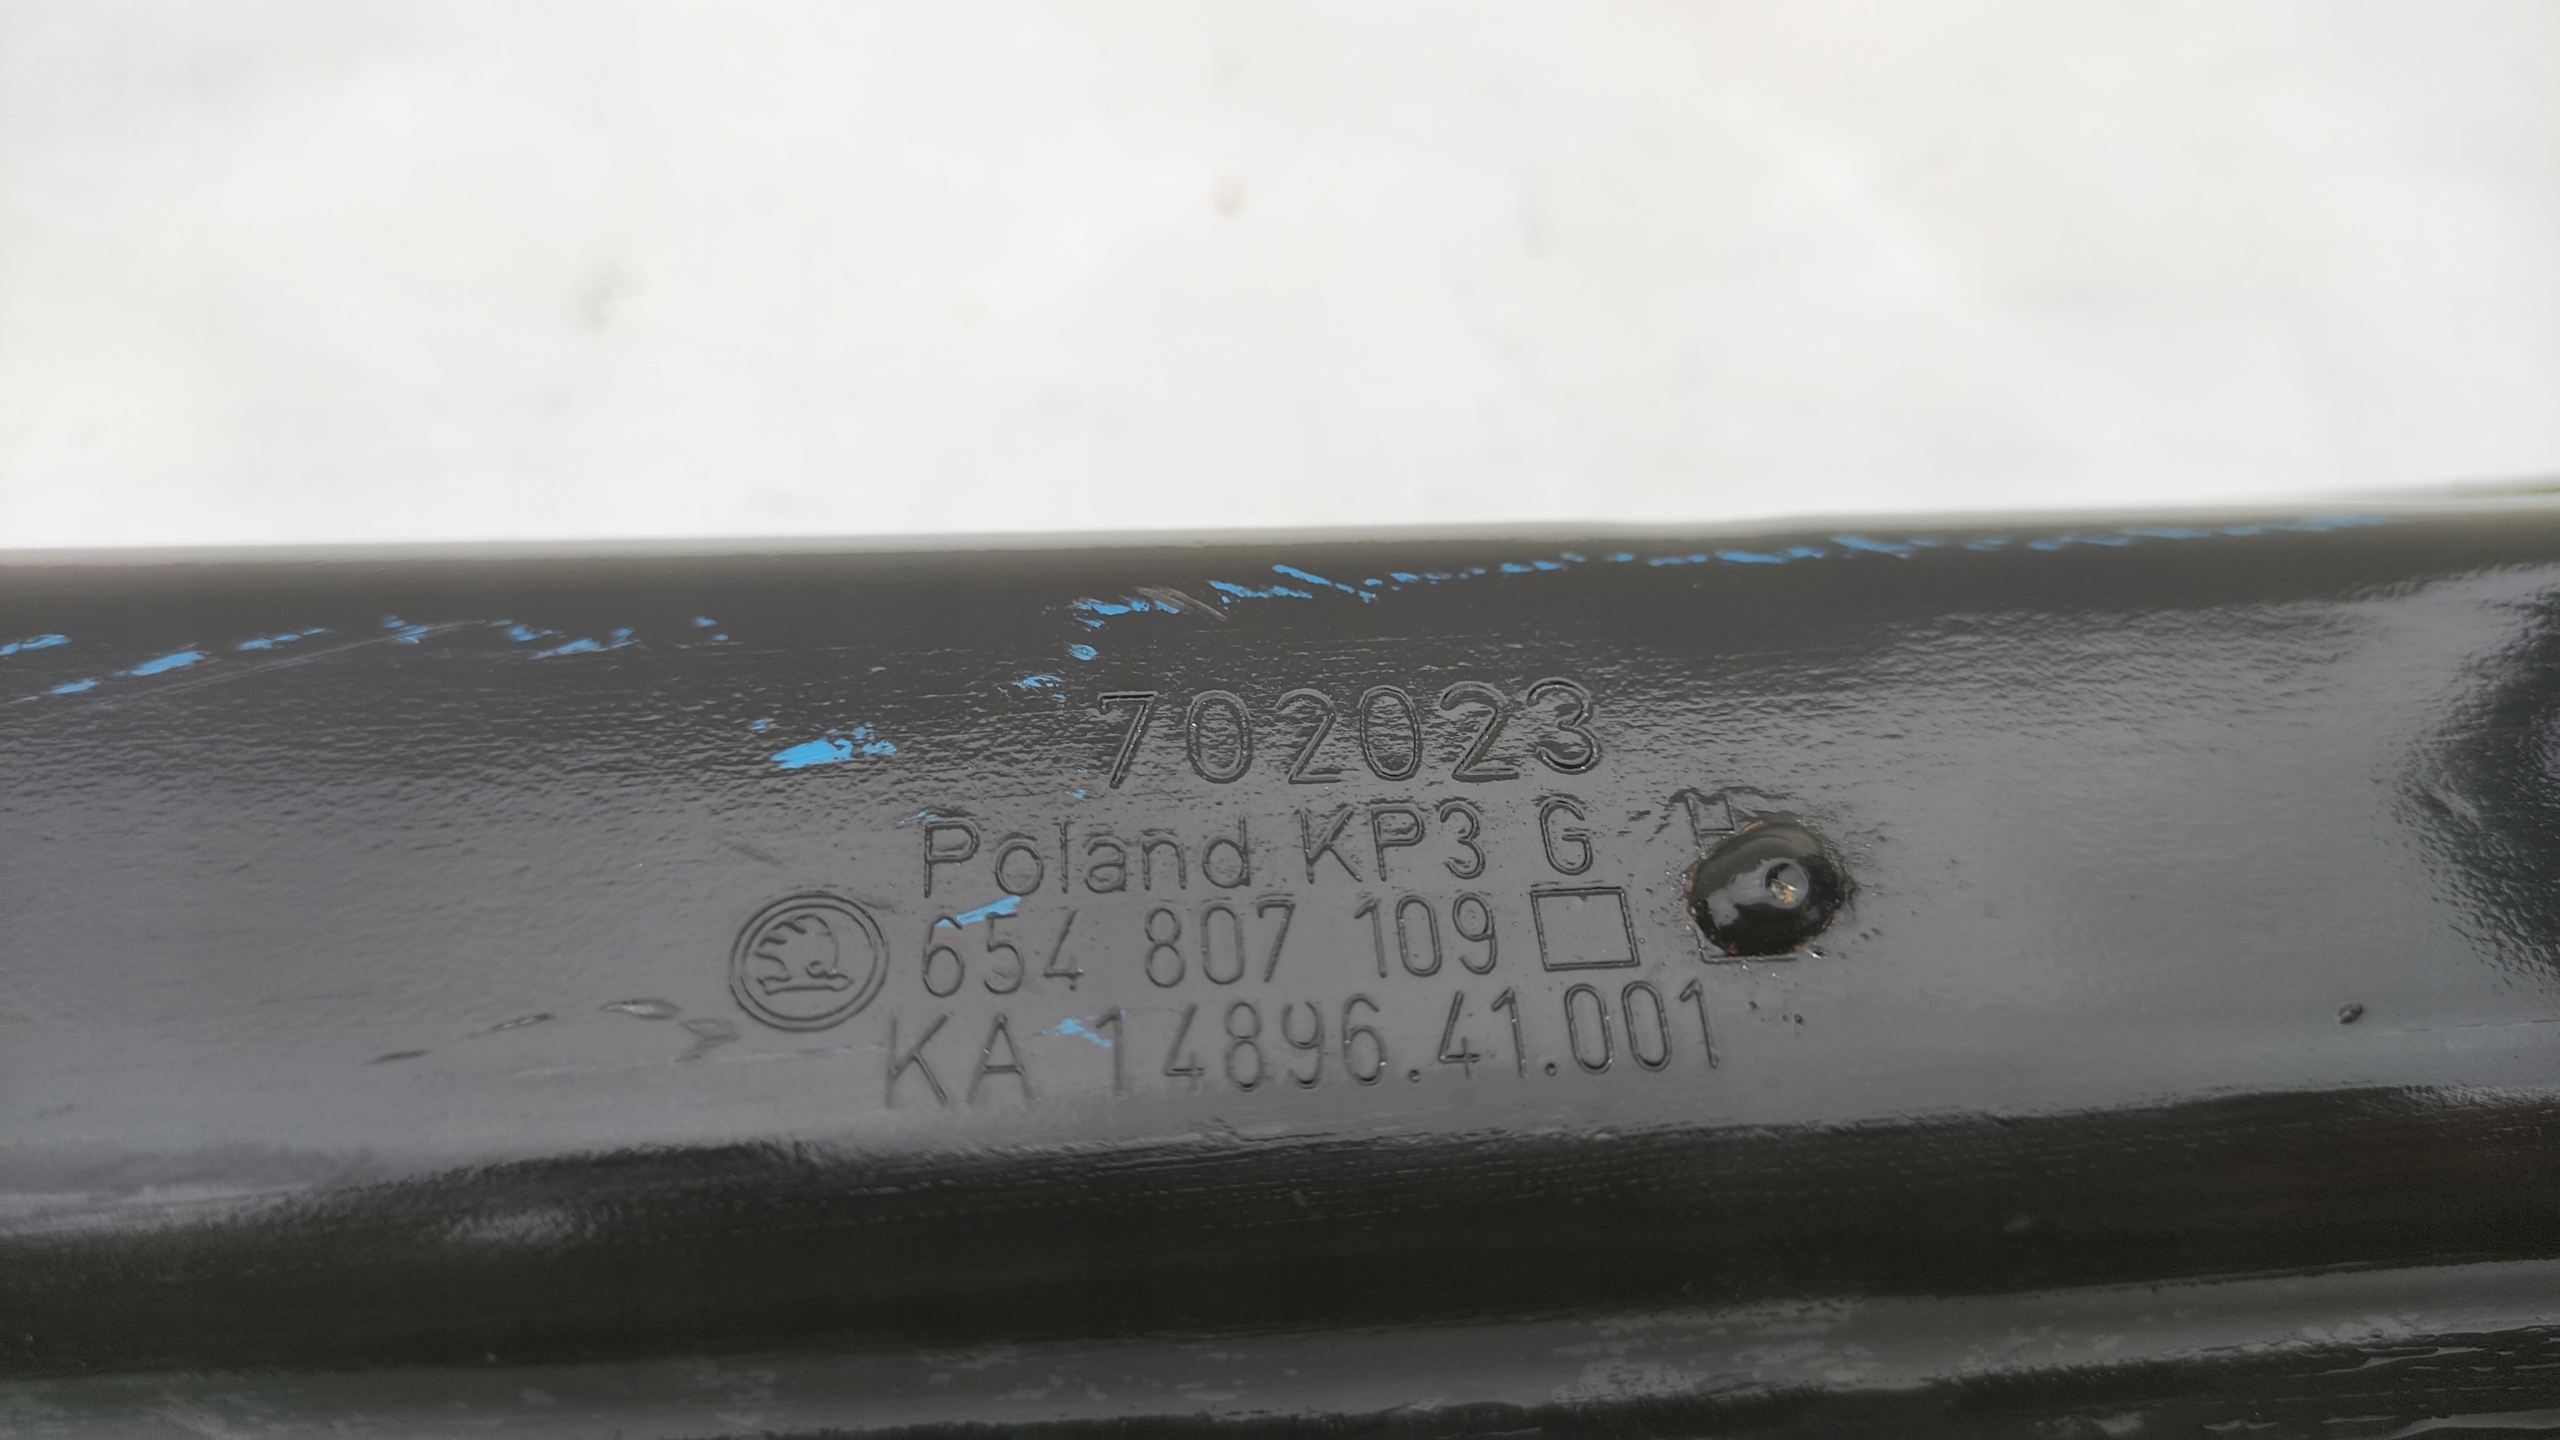 702023
Poland KP3 G H
654 807 109
KA 14896.41.001